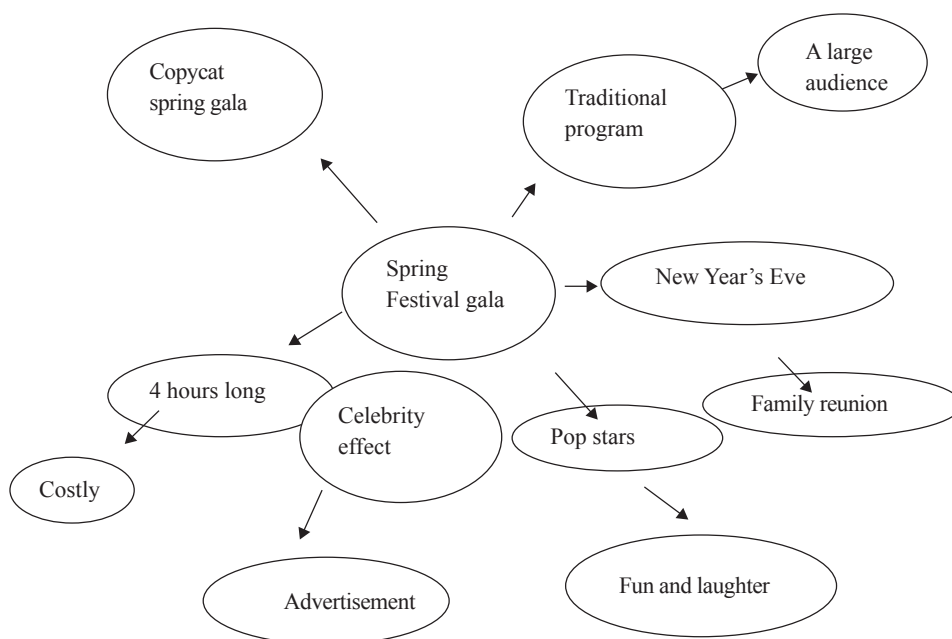 Copycat
spring gala
Traditional
program
A large
audience
Spring
Festival gala
New Year’s Eve
4 hours long
Celebrity
effect
Pop stars
Family reunion
Costly
Advertisement
Fun and laughter